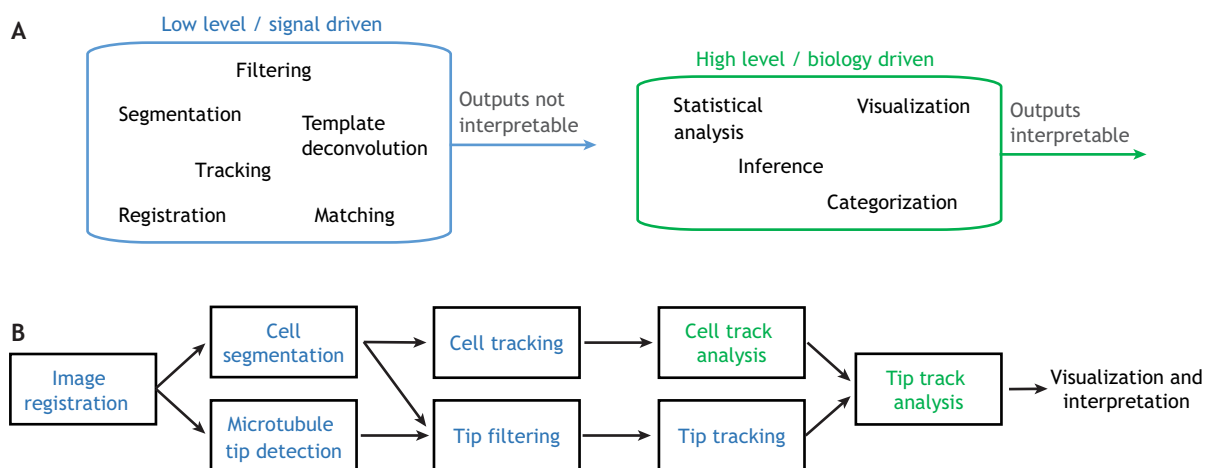 A
Low level / signal driven
Filtering
Segmentation
Template
deconvolution
Tracking
Registration
Matching
Outputs not
interpretable
High level / biology driven
Statistical
analysis
Visualization
Inference
Categorization
Outputs
interpretable
B
Image
registration
Cell
segmentation
Microtubule
tip detection
Cell tracking
Tip filtering
Cell track
analysis
Tip tracking
Tip track
analysis
Visualization and
interpretation